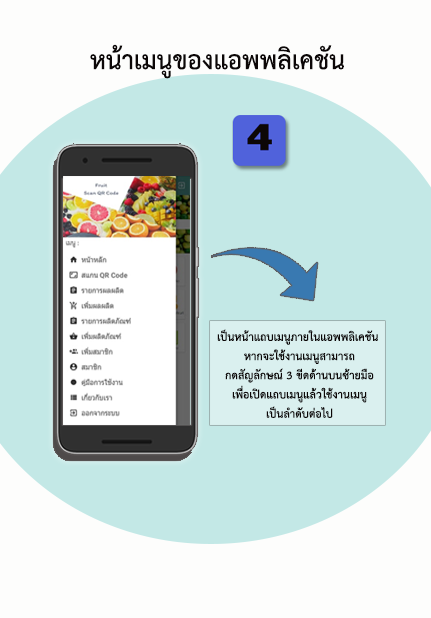 หน้าเมนูของแอพพลิเคชัน
4
Fruit
Scan QR Code
เมนู :
หน้าหลัก
สแกน QR Code
รายการผลผลิต
เพิ่มผลผลิต
รายการผลิตภัณฑ์
เพิ่มผลิตภัณฑ์
เพิ่มสมาชิก
สมาชิก
คู่มือการใช้งาน
เกี่ยวกับเรา
ออกจากระบบ
เป็นหน้าแถบเมนูภายในแอพพลิเคชัน
หากจะใช้งานเมนูสามารถ
กดสัญลักษณ์ 3 ขีดด้านบนซ้ายมือ
เพื่อเปิดแถบเมนูแล้วใช้งานเมนู
เป็นลำดับต่อไป